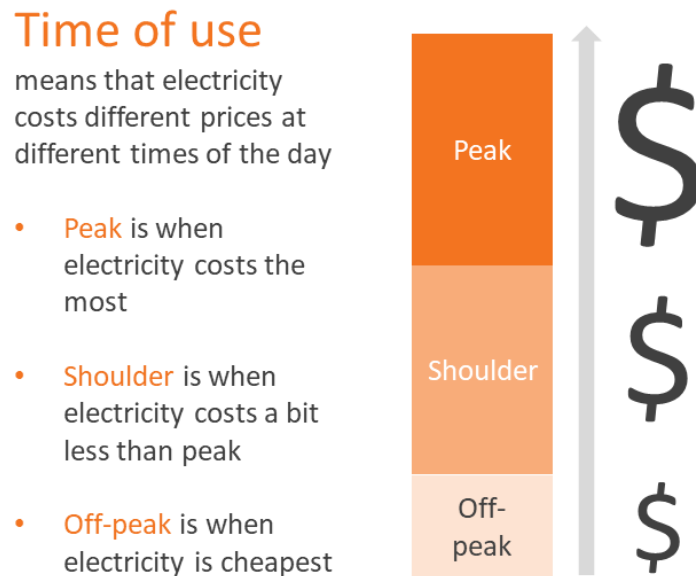 Time of use
means that electricity
costs different prices at
different times of the day
• Peak is when
electricity costs the
most
• Shoulder is when
electricity costs a bit
less than peak
• Off-peak is when
electricity is cheapest
Peak
$
Shoulder
$
Off-
peak
$